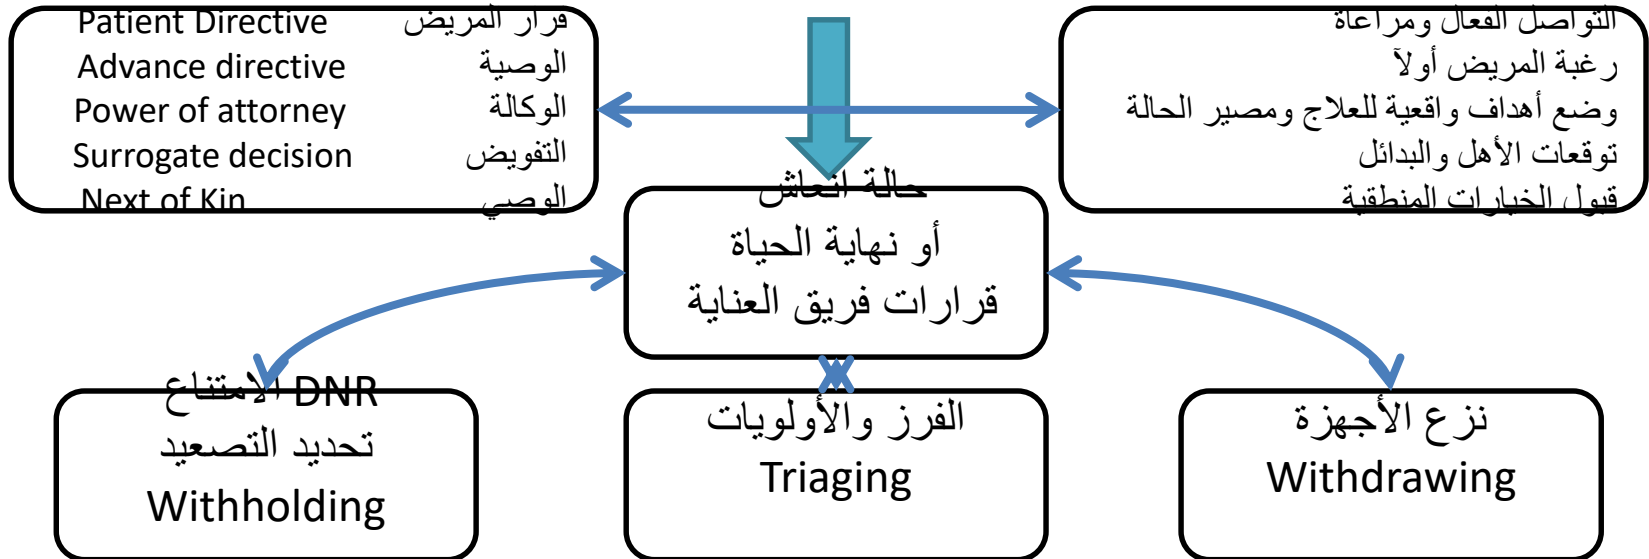 Patient Directive قرار المريض
Advance directive الوصية
Power of attorney الوكالة
Surrogate decision التفويض
Next of Kin الوصي
التواصل الفعال ومراعاة
رغبة المريض أولآ
وضع أهداف واقعية للعلاج ومصير الحالة
توقعات الأهل والبدائل
قبول الخيارات المنطقية
حالة انعاش
أو نهاية الحياة
قرارات فريق العناية
DNR الامتناع
تحديد التصعيد
Withholding
الفرز والأولويات
Triaging
نزع الأجهزة
Withdrawing